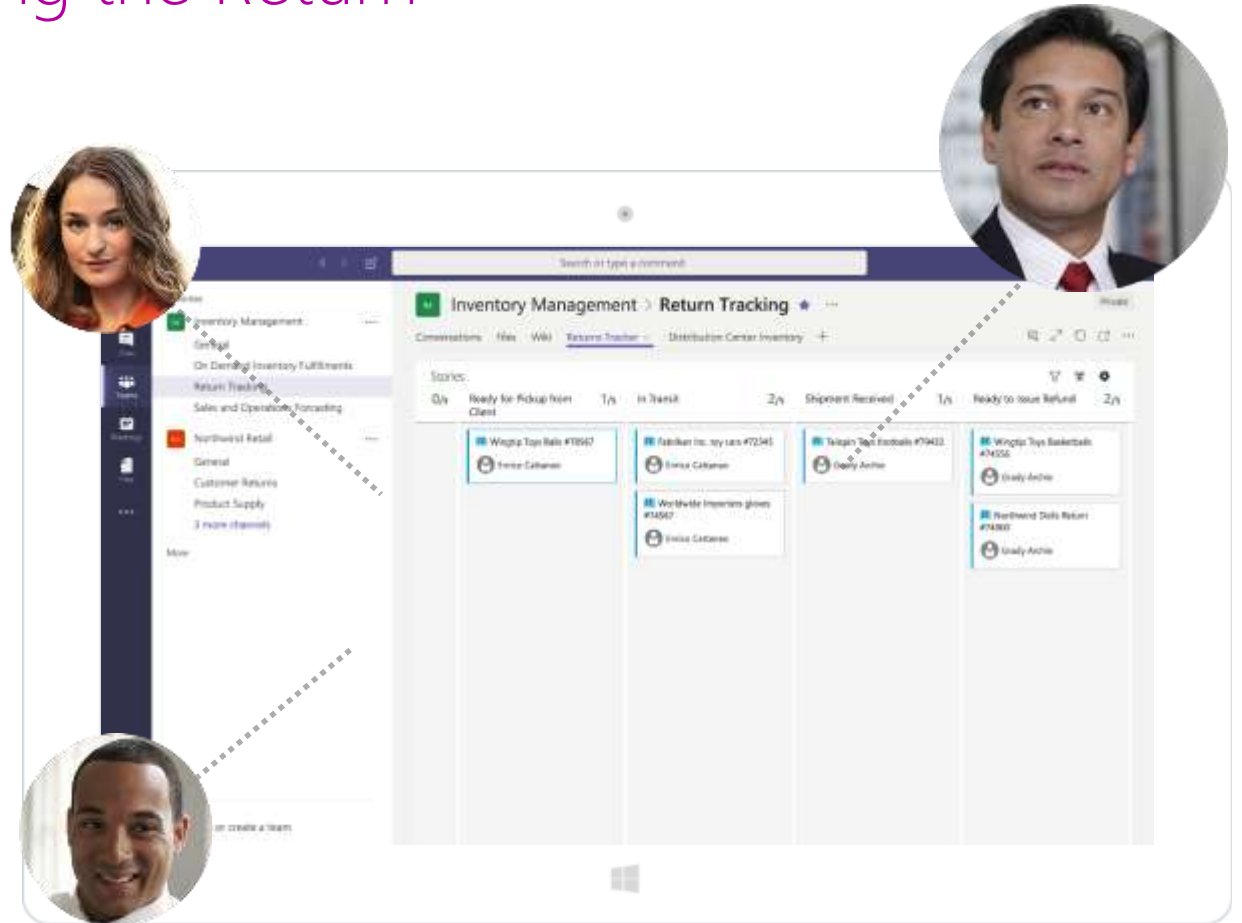 ng the Return
Search or type a command
Inventory Management > Return Tracking
Private
Conversations Files Wiki Returns Tracker Distribution Center Inventory +
Inventory Management
General
On Demand Inventory Fulfillments
Return Tracking
Sales and Operations Forcasting
Northwind Retail
General
Customer Returns
Product Supply
3 more channels
More
or create a team
Teams
Stories
0/5 Ready for Pickup from Client 1/5 In Transit 2/5 Shipment Received 1/5 Ready to Issue Refund 2/5
Wingtip Toys Balls #70567
Enrico Cattaneo
Fabrikam Inc. toy cars #72345
Enrico Cattaneo
Worldwide Importers gloves
#74567
Enrico Cattaneo
Toys footballs #79432
Grady Archie
Wingtip Toys Basketballs
#74556
Grady Archie
Northwind Dolls Return
Grady Archie